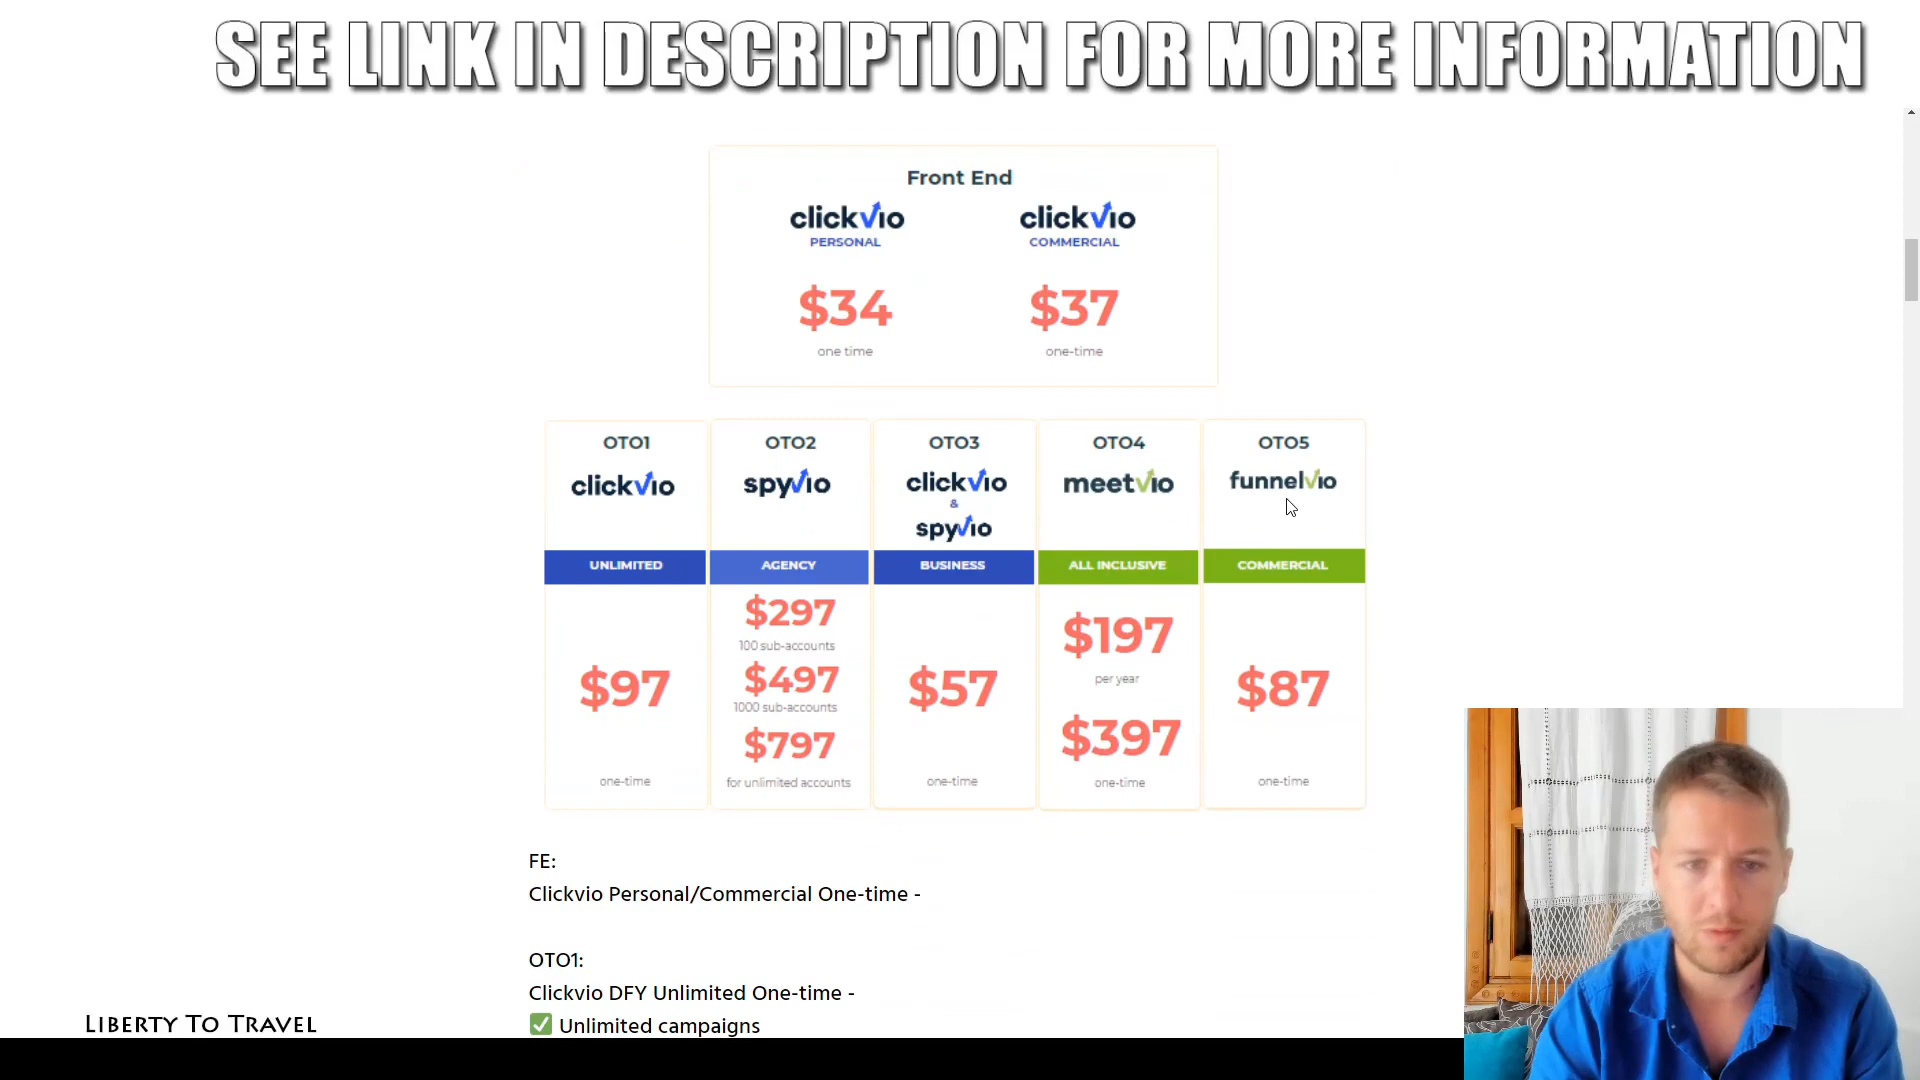 SEE LINK IN DESCRIPTION FOR MORE INFORMATION
Front End
clickvio
PERSONAL
$34
one time
clickvio
COMMERCIAL
$37
one-time
OTO1
clickvio
UNLIMITED
$97
one-time
OTO2
spyvio
AGENCY
$297
100 sub-accounts
$497
1000 sub-accounts
$797
for unlimited accounts
OTO3
clickvio
&
spyvio
BUSINESS
$57
one-time
OTO4
meetvio
ALL INCLUSIVE
$197
per year
$397
one-time
OTO5
funnelvio
COMMERCIAL
$87
one-time
FE:
Clickvio Personal/Commercial One-time -
OTO1:
Clickvio DFY Unlimited One-time -
✅ Unlimited campaigns
LIBERTY TO TRAVEL